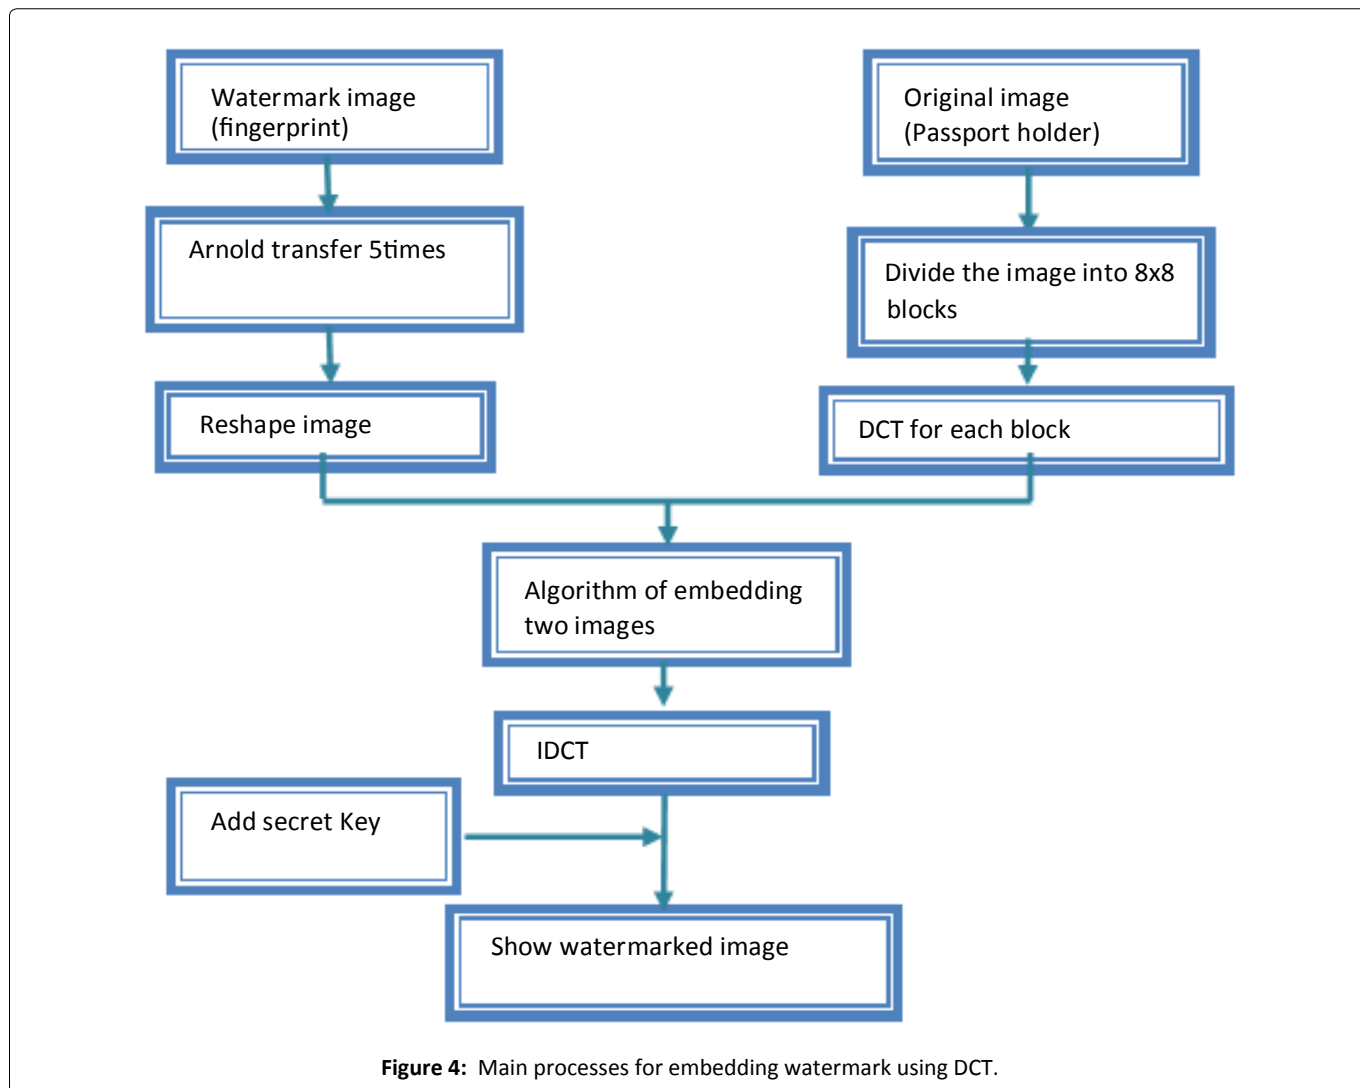 Watermark image
(fingerprint)
Original image
(Passport holder)
Arnold transfer 5times
Divide the image into 8x8
blocks
Reshape image
DCT for each block
Algorithm of embedding
two images
IDCT
Add secret Key
Show watermarked image
Figure 4: Main processes for embedding watermark using DCT.